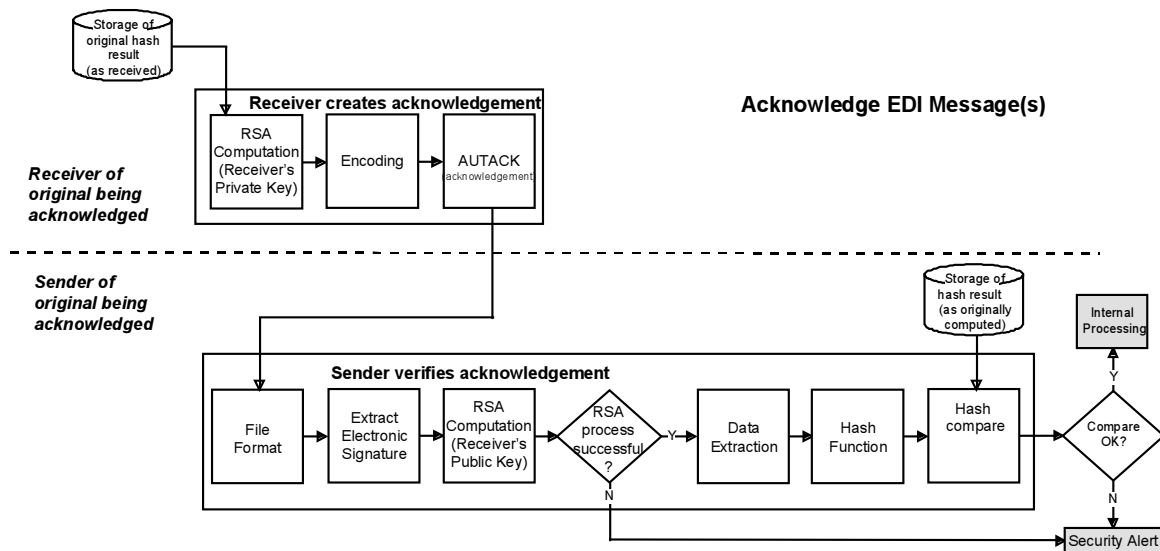 Storage of
original hash
result
(as received)
Receiver creates acknowledgement
Acknowledge EDI Message(s)
RSA
Computation
(Receiver's
Private Key)
Encoding
AUTACK
(acknowledgement
Receiver of
original being
acknowledged
Sender of
original being
acknowledged
Storage of
hash result
(as originally
computed)
Internal
Processing
Sender verifies acknowledgement
File
Format
Extract
Electronic
Signature
RSA
Computation
(Receiver's
Public Key)
RSA
process
successful
?
Y
N
Data
Extraction
Hash
Function
Hash
compare
Compare
OK?
Y
N
Security Alert